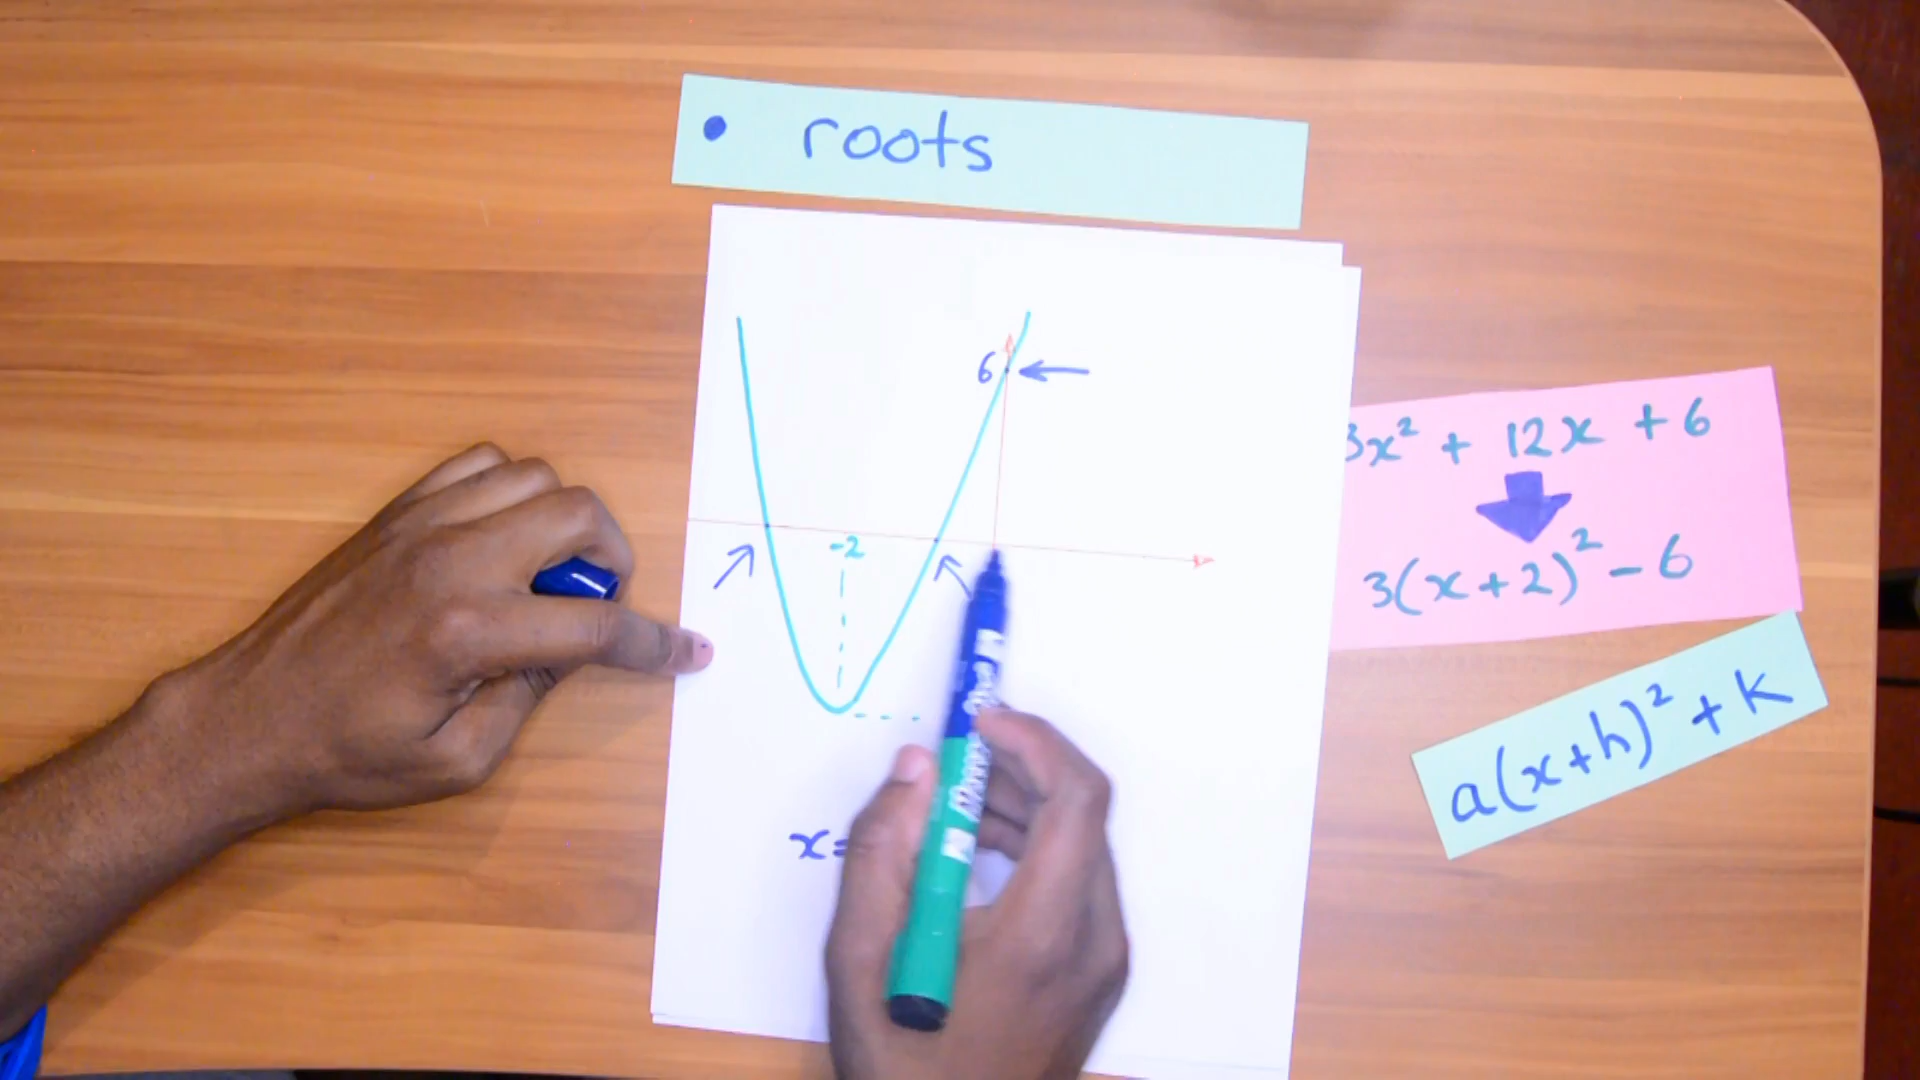 • roots
6
-2
x=
3x² + 12x + 6
3(x+2)² - 6
a(x+h)² + k